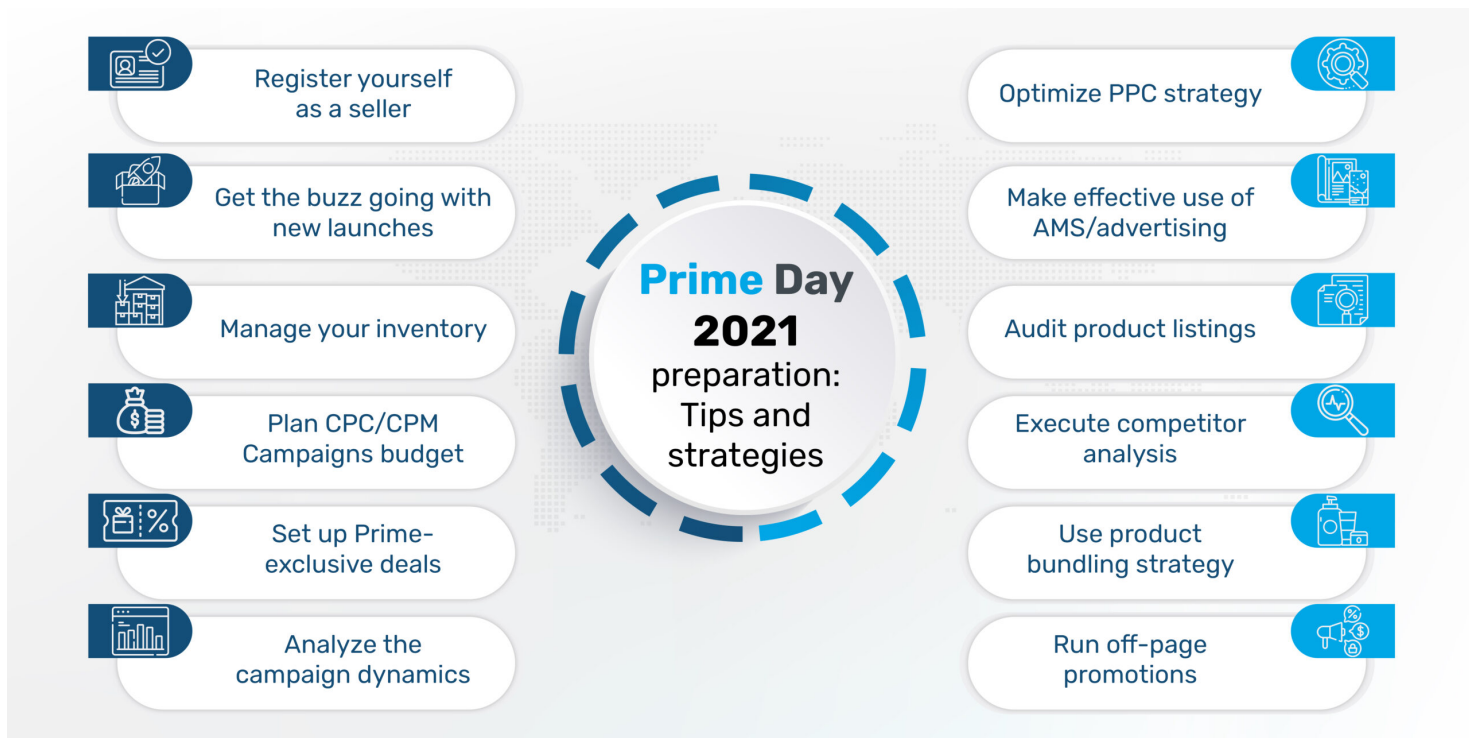 Register yourself
as a seller
Get the buzz going with
new launches
Manage your inventory
Plan CPC/CPM
Campaigns budget
Set up Prime-
exclusive deals
Analyze the
campaign dynamics
Prime Day
2021
preparation:
Tips and
strategies
Optimize PPC strategy
Make effective use of
AMS/advertising
Audit product listings
Execute competitor
analysis
Use product
bundling strategy
Run off-page
promotions